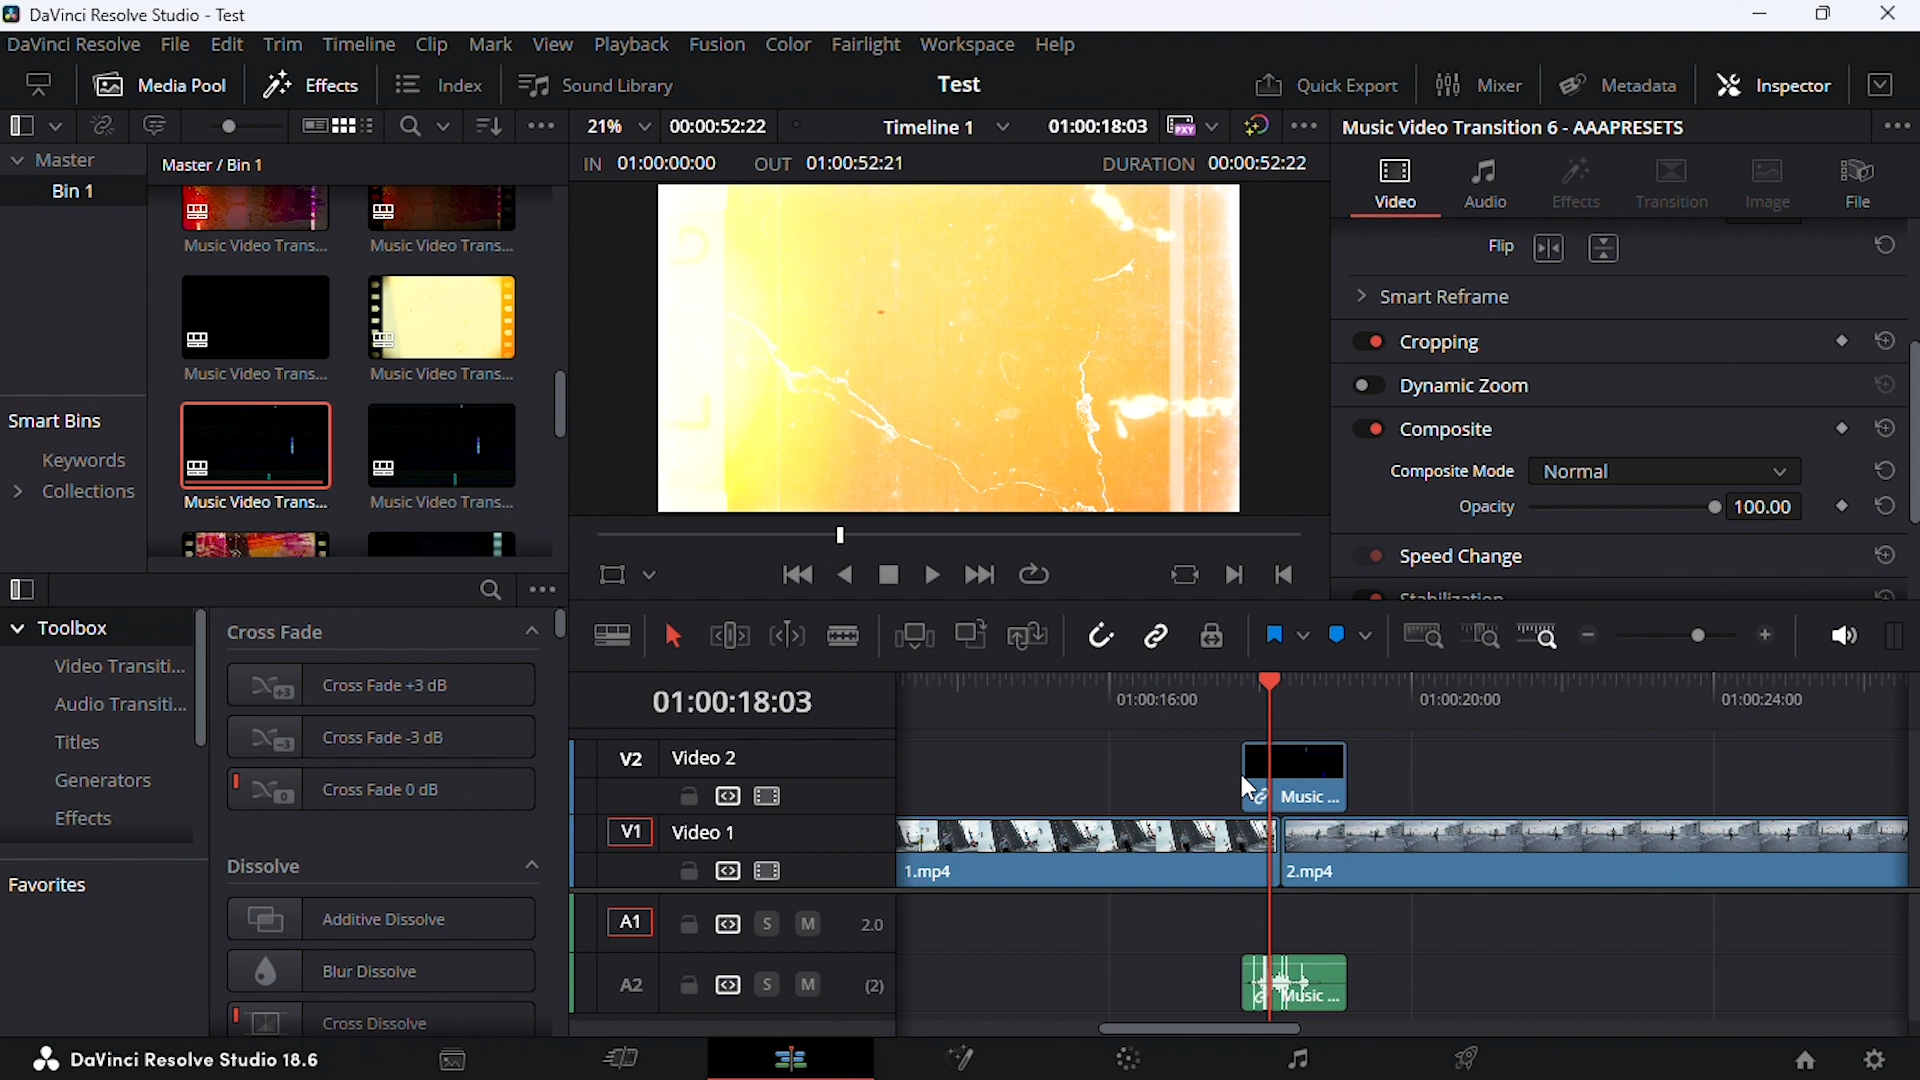 DaVinci Resolve Studio - Test
DaVinci Resolve File Edit Trim Timeline Clip Mark View Playback Fusion Color Fairlight Workspace Help
Media Pool Effects Index Sound Library Test Quick Export Mixer Metadata Inspector
21% 00:00:52:22 Timeline 1 01:00:18:03 PXY Music Video Transition 6 - AAAPRESETS
Master Master / Bin 1 IN 01:00:00:00 OUT 01:00:52:21 DURATION 00:00:52:22
Bin 1
Video Audio Effects Transition Image File
Music Video Trans... Music Video Trans...
Flip
Smart Reframe
Cropping
Music Video Trans... Music Video Trans...
Dynamic Zoom
Smart Bins
Composite
Keywords
Composite Mode Normal
Collections
Music Video Trans... Music Video Trans...
Opacity 100.00
Speed Change
Stabilization
Toolbox
Cross Fade
Video Transiti...
+3 Cross Fade +3 dB
Audio Transiti...
01:00:18:03 01:00:16:00 01:00:20:00 01:00:24:00
Titles
-3 Cross Fade -3 dB
V2 Video 2
Generators
0 Cross Fade 0 dB
Music ...
Effects
V1 Video 1
Dissolve
1.mp4 2.mp4
Favorites
Additive Dissolve
A1 S M 2.0
Blur Dissolve
A2 S M (2)
Music ...
Cross Dissolve
DaVinci Resolve Studio 18.6